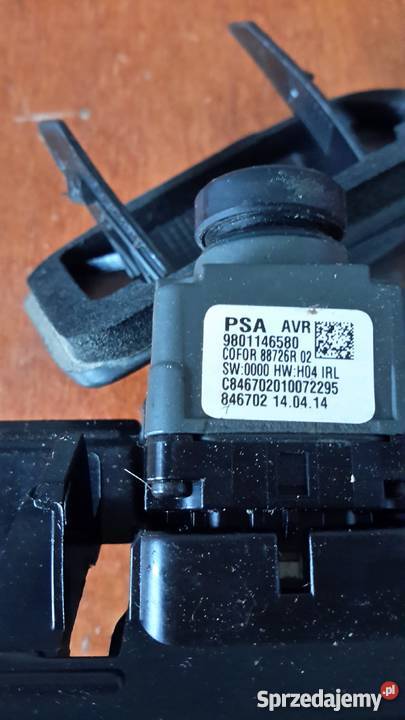 PSA AVR
9801146580
COFOR 88726R 02
SW:0000 HW:H04 IRL
C846702010072295
846702 14.04.14
Sprzedajemy.pl